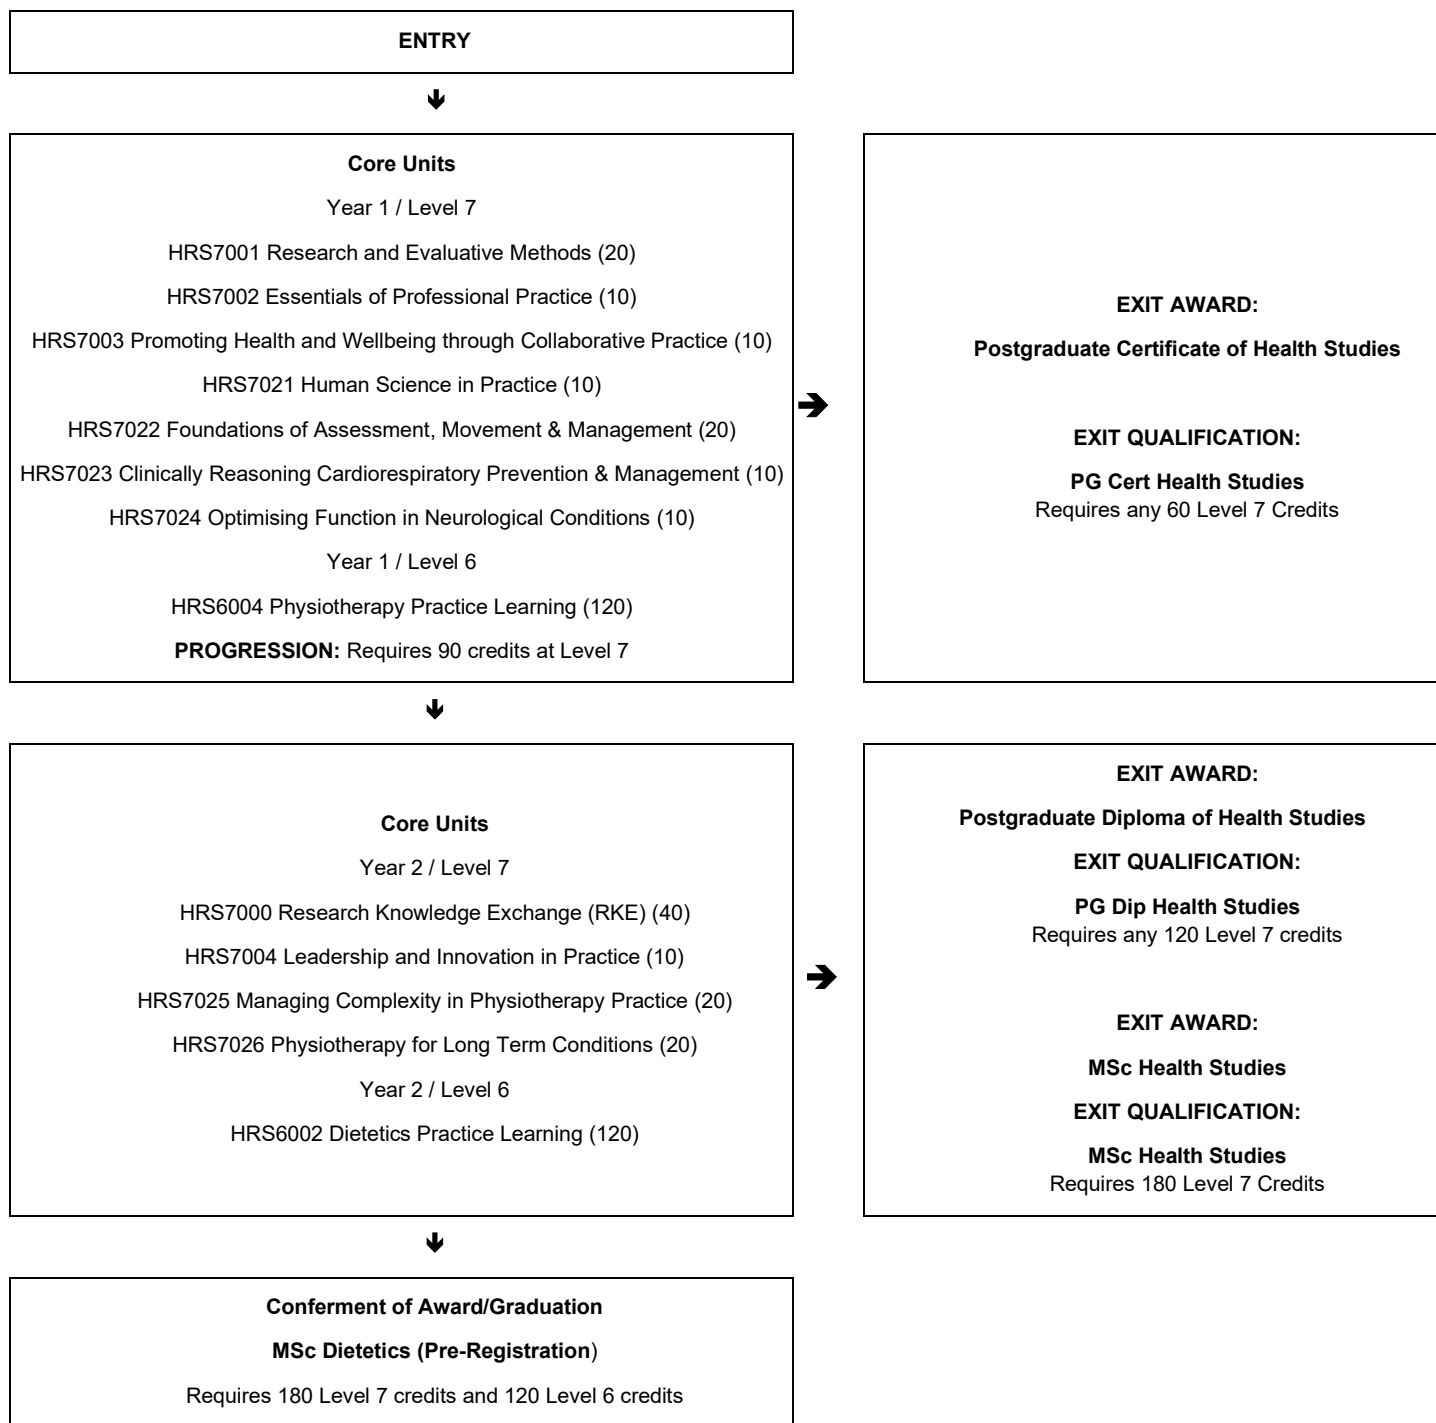 ENTRY
Core Units
Year 1 / Level 7
HRS7001 Research and Evaluative Methods (20)
HRS7002 Essentials of Professional Practice (10)
HRS7003 Promoting Health and Wellbeing through Collaborative Practice (10)
HRS7021 Human Science in Practice (10)
HRS7022 Foundations of Assessment, Movement & Management (20)
HRS7023 Clinically Reasoning Cardiorespiratory Prevention & Management (10)
HRS7024 Optimising Function in Neurological Conditions (10)
Year 1 / Level 6
HRS6004 Physiotherapy Practice Learning (120)
PROGRESSION: Requires 90 credits at Level 7
EXIT AWARD:
Postgraduate Certificate of Health Studies
EXIT QUALIFICATION:
PG Cert Health Studies
Requires any 60 Level 7 Credits
Core Units
Year 2 / Level 7
HRS7000 Research Knowledge Exchange (RKE) (40)
HRS7004 Leadership and Innovation in Practice (10)
HRS7025 Managing Complexity in Physiotherapy Practice (20)
HRS7026 Physiotherapy for Long Term Conditions (20)
Year 2 / Level 6
HRS6002 Dietetics Practice Learning (120)
EXIT AWARD:
Postgraduate Diploma of Health Studies
EXIT QUALIFICATION:
PG Dip Health Studies
Requires any 120 Level 7 credits
EXIT AWARD:
MSc Health Studies
EXIT QUALIFICATION:
MSc Health Studies
Requires 180 Level 7 Credits
Conferment of Award/Graduation
MSc Dietetics (Pre-Registration)
Requires 180 Level 7 credits and 120 Level 6 credits